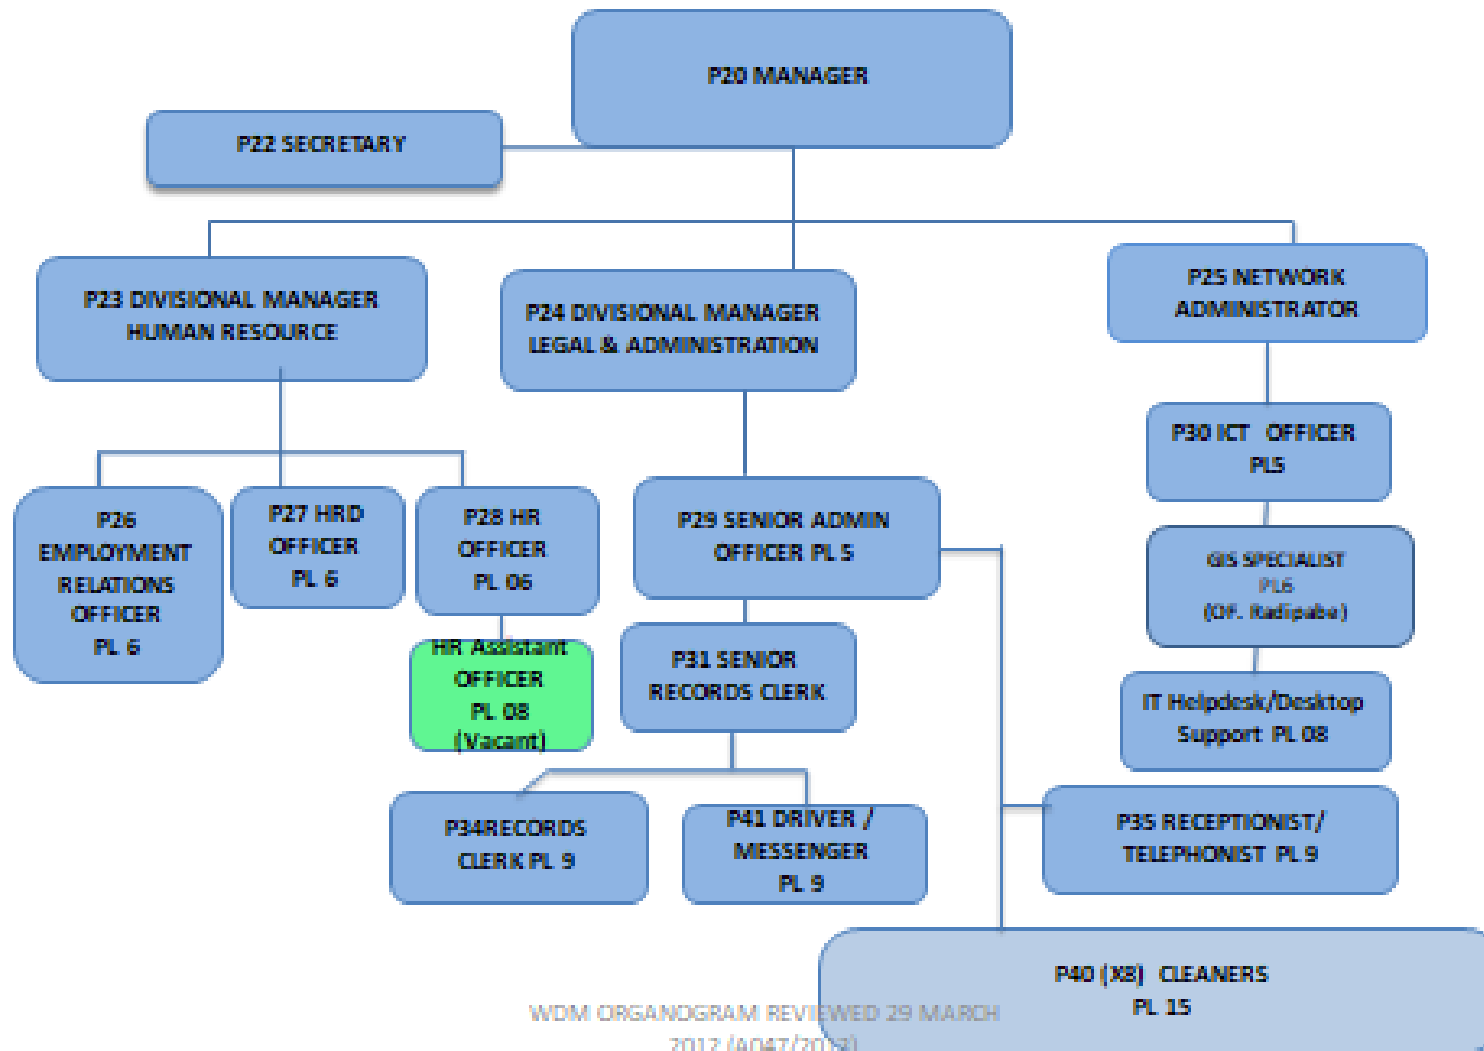 P20 MANAGER
P22 SECRETARY
P23 DIVISIONAL MANAGER
HUMAN RESOURCE
P24 DIVISIONAL MANAGER
LEGAL & ADMINISTRATION
P25 NETWORK
ADMINISTRATOR
P26
EMPLOYMENT
RELATIONS
OFFICER
PL 6
P27 HRD
OFFICER
PL 6
P28 HR
OFFICER
PL 06
HR Assistant
OFFICER
PL 08
(Vacant)
P29 SENIOR ADMIN
OFFICER PL 5
P31 SENIOR
RECORDS CLERK
P34RECORDS
CLERK PL 9
P41 DRIVER /
MESSENGER
PL 9
P30 ICT OFFICER
PL5
GIS SPECIALIST
PL6
(OF. Radipabe)
IT Helpdesk/Desktop
Support PL 08
P35 RECEPTIONIST/
TELEPHONIST PL 9
P40 (X8) CLEANERS
PL 15
WDM ORGANOGRAM REVIEWED 29 MARCH
2012